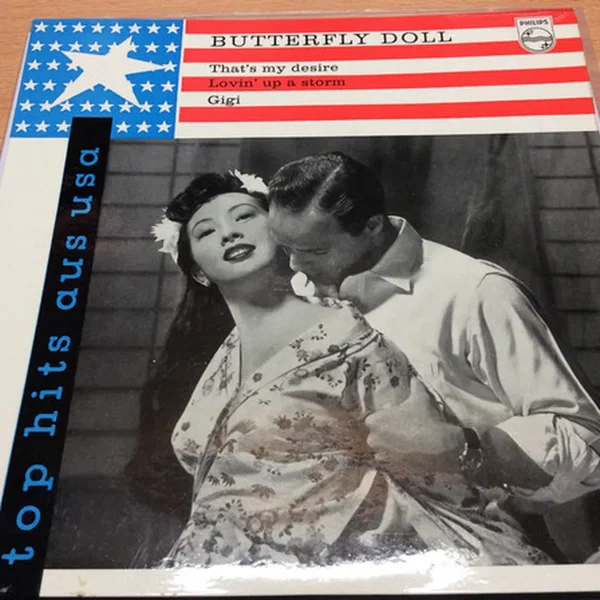 BUTTERFLY DOLL
PHILIPS
That's my desire
Lovin' up a storm
Gigi
top hits aus usa